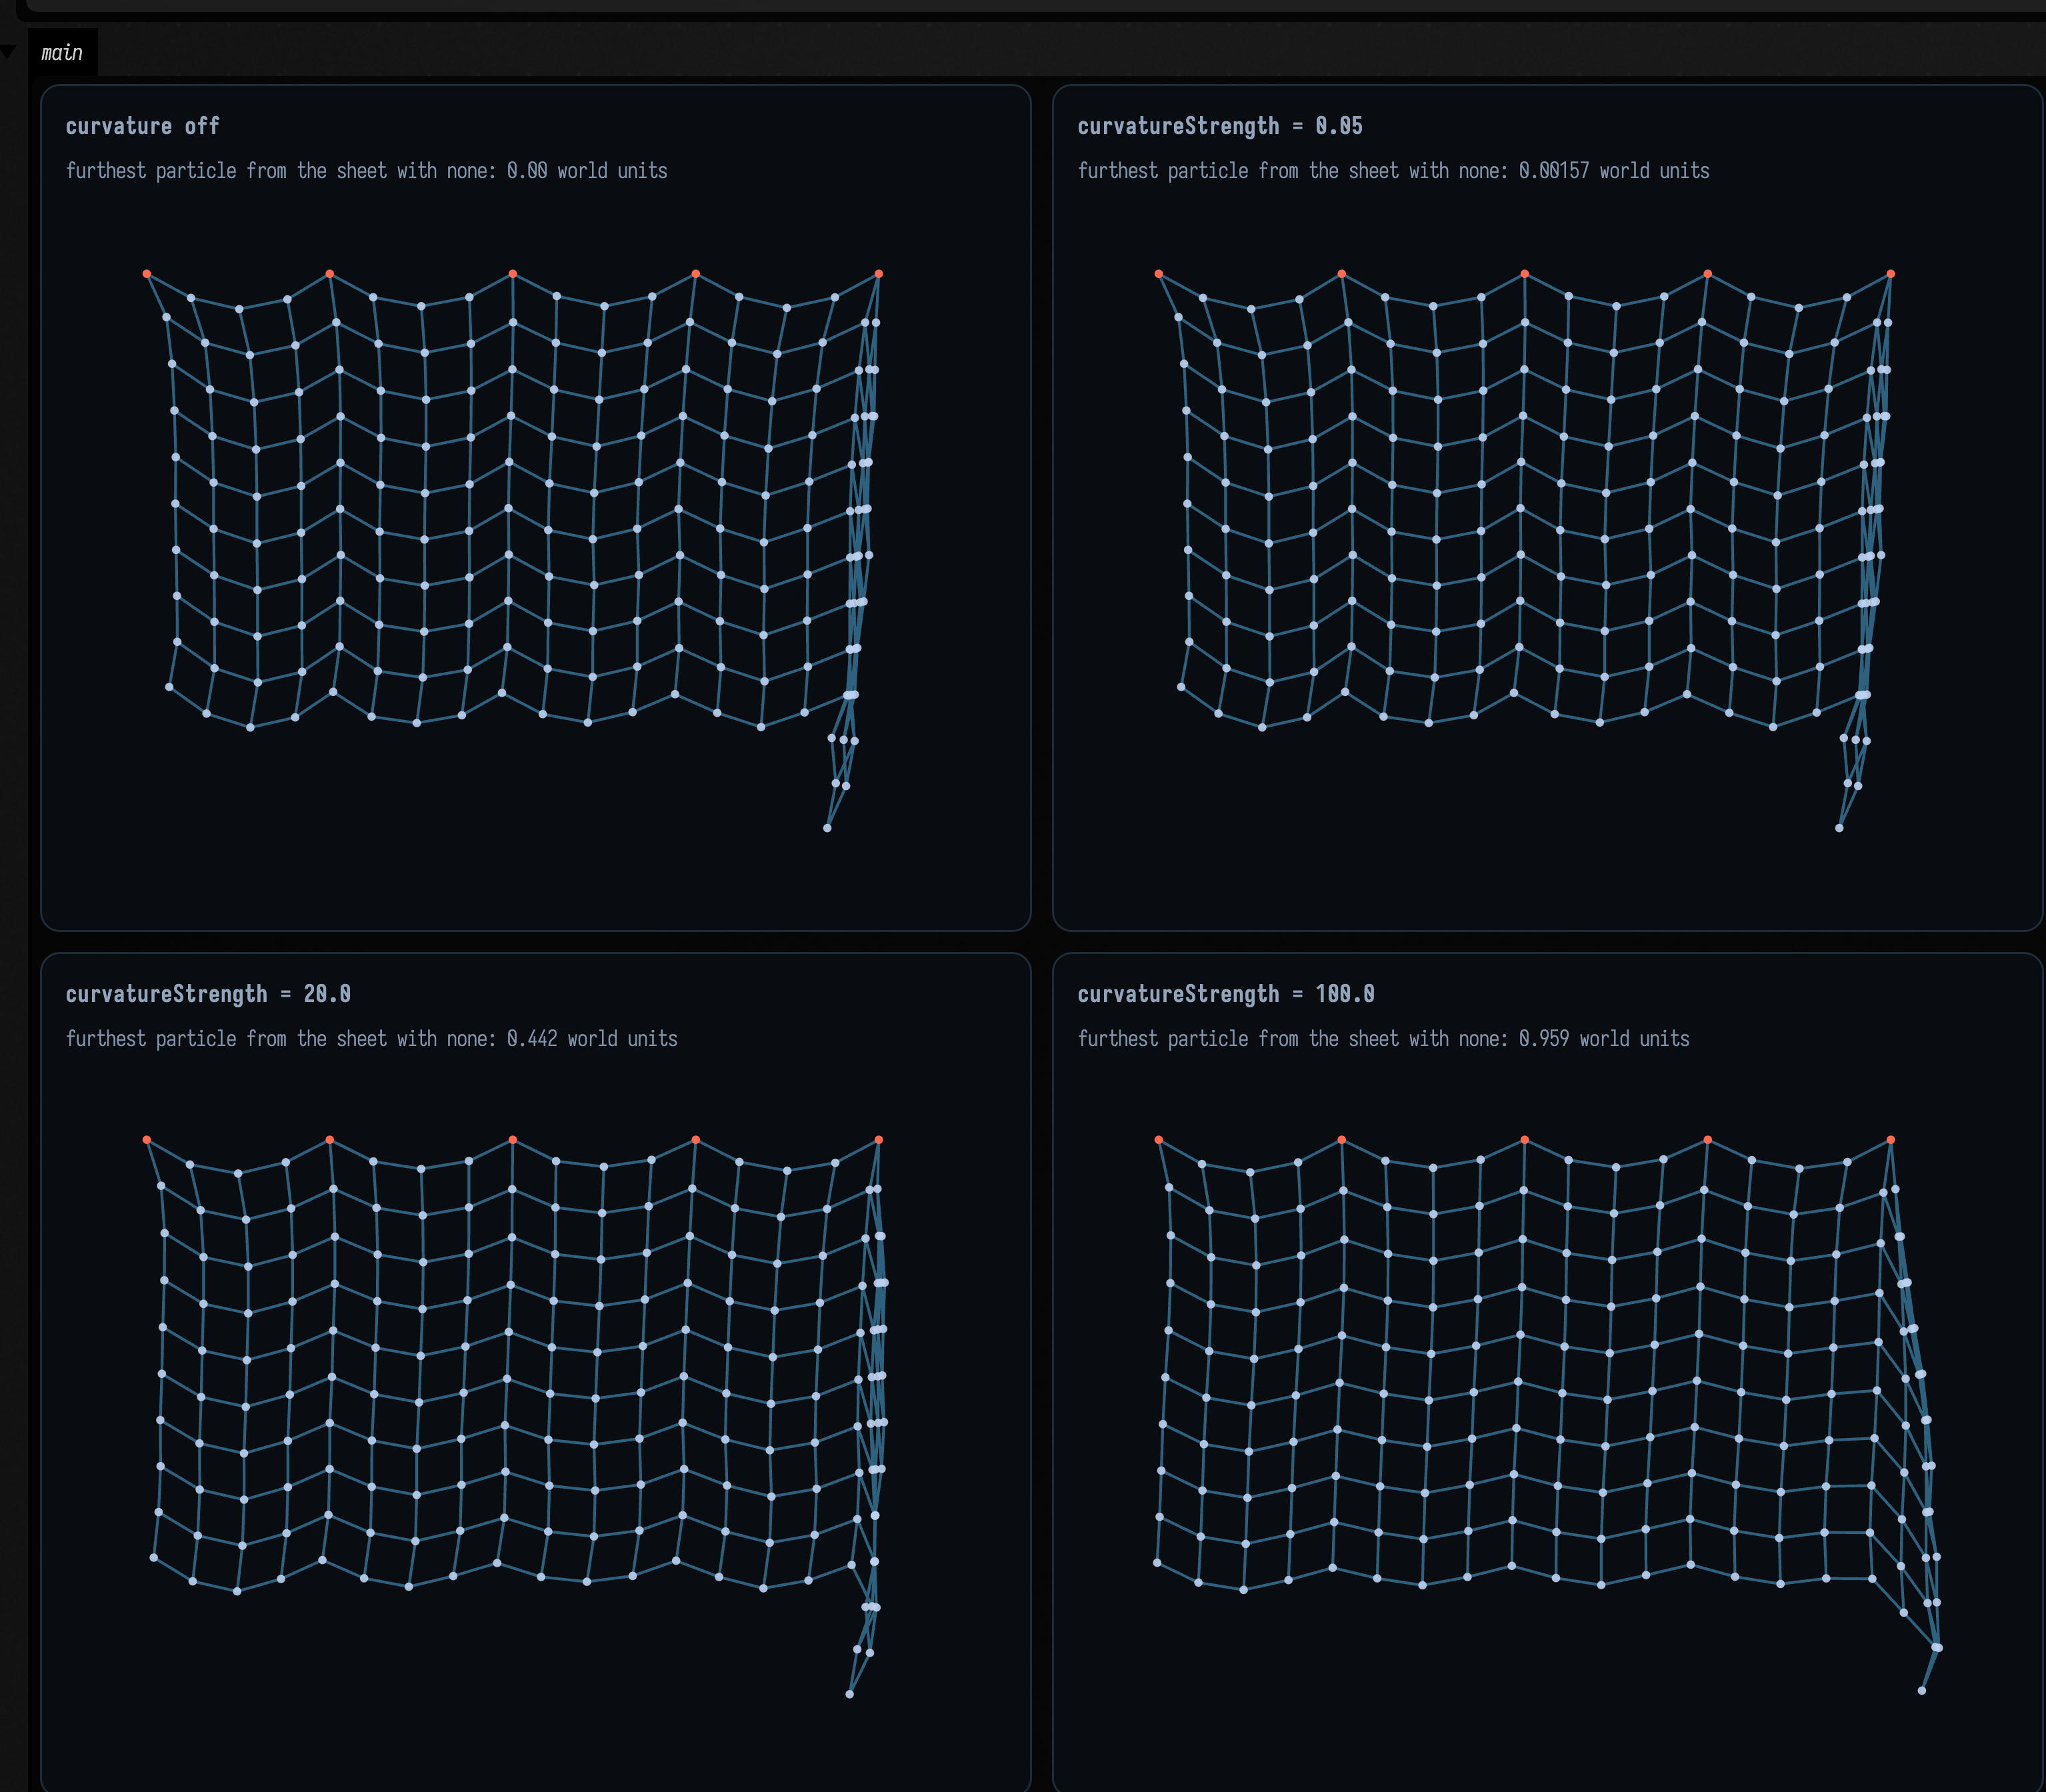 main
curvature off
furthest particle from the sheet with none: 0.00 world units
curvatureStrength = 0.05
furthest particle from the sheet with none: 0.00157 world units
curvatureStrength = 20.0
furthest particle from the sheet with none: 0.442 world units
curvatureStrength = 100.0
furthest particle from the sheet with none: 0.959 world units